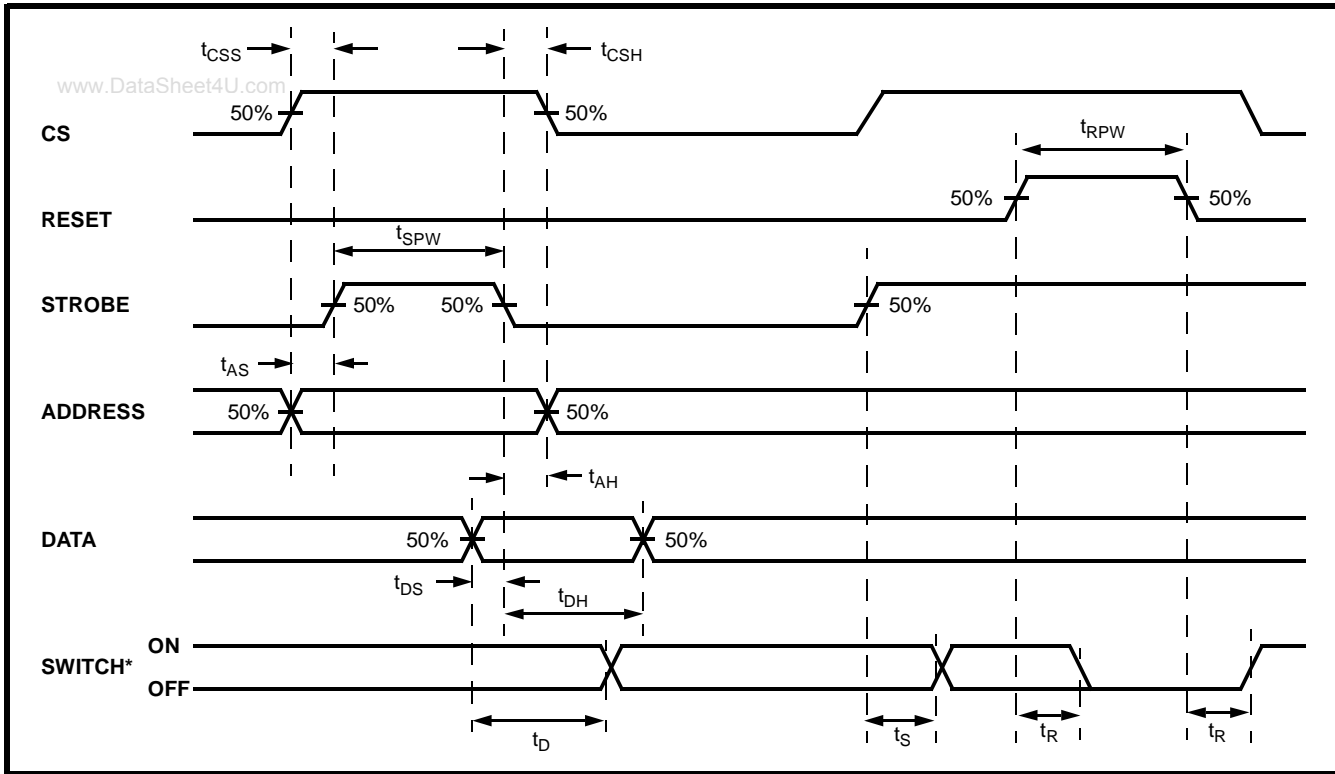 tCSS tCSH
www.DataSheet4U.com
50% 50%
CS
tRPW
50% 50%
RESET
tSPW
STROBE
50% 50% 50%
tAS
ADDRESS
50% 50%
tAH
DATA
50% 50%
tDS tDH
ON
SWITCH*
OFF
tD tS tR tR